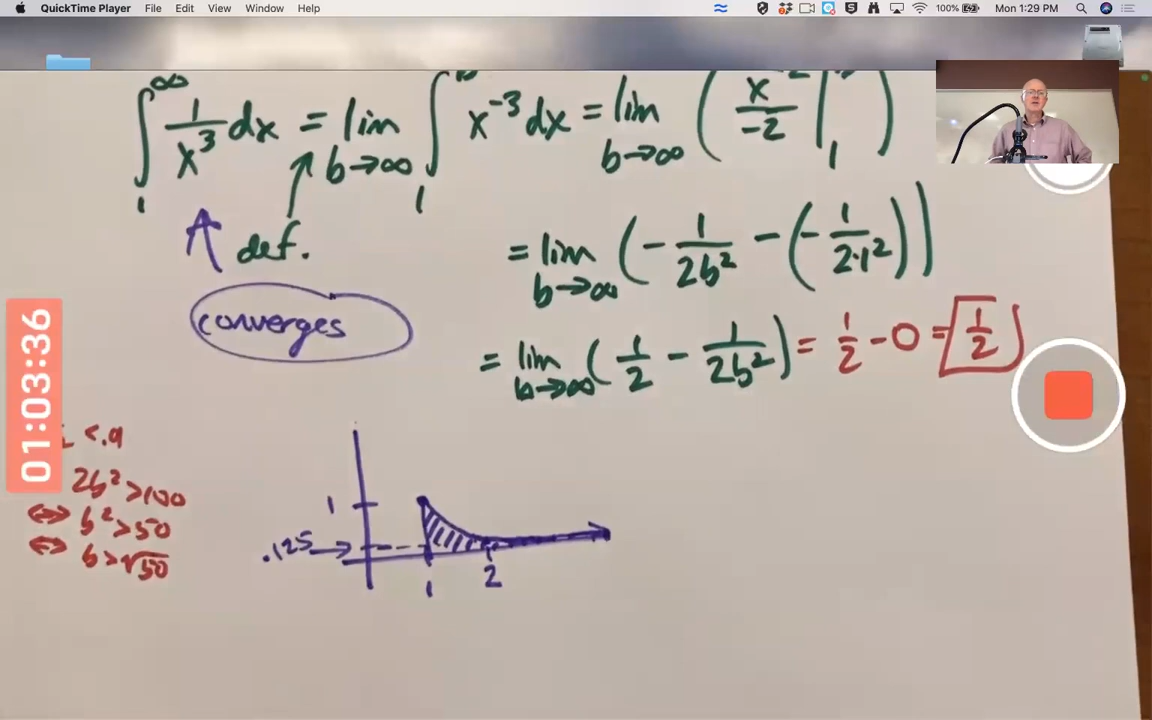 QuickTime Player File Edit View Window Help 100% Mon 1:29 PM
∫₁^∞ 1/x³ dx = lim b→∞ ∫₁ x⁻³ dx = lim b→∞ ( x⁻²/-2 |₁ )
def.
= lim b→∞ ( - 1/2b² - ( - 1/2·1² ) )
converges
= lim b→∞ ( 1/2 - 1/2b² ) = 1/2 - 0 = 1/2
01:03:36
< .01
2b² > 100
⇔ b² > 50
⇔ b > √50
1
.125
1
2